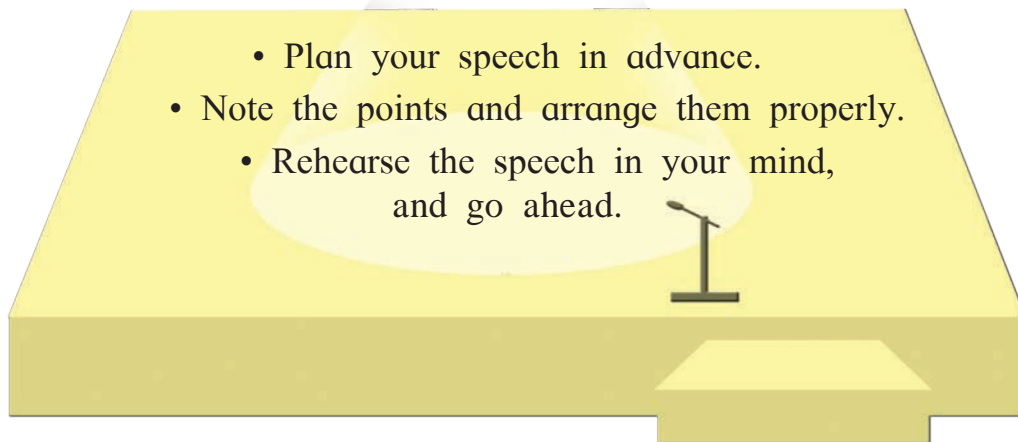 • Plan your speech in advance.
• Note the points and arrange them properly.
• Rehearse the speech in your mind,
and go ahead.